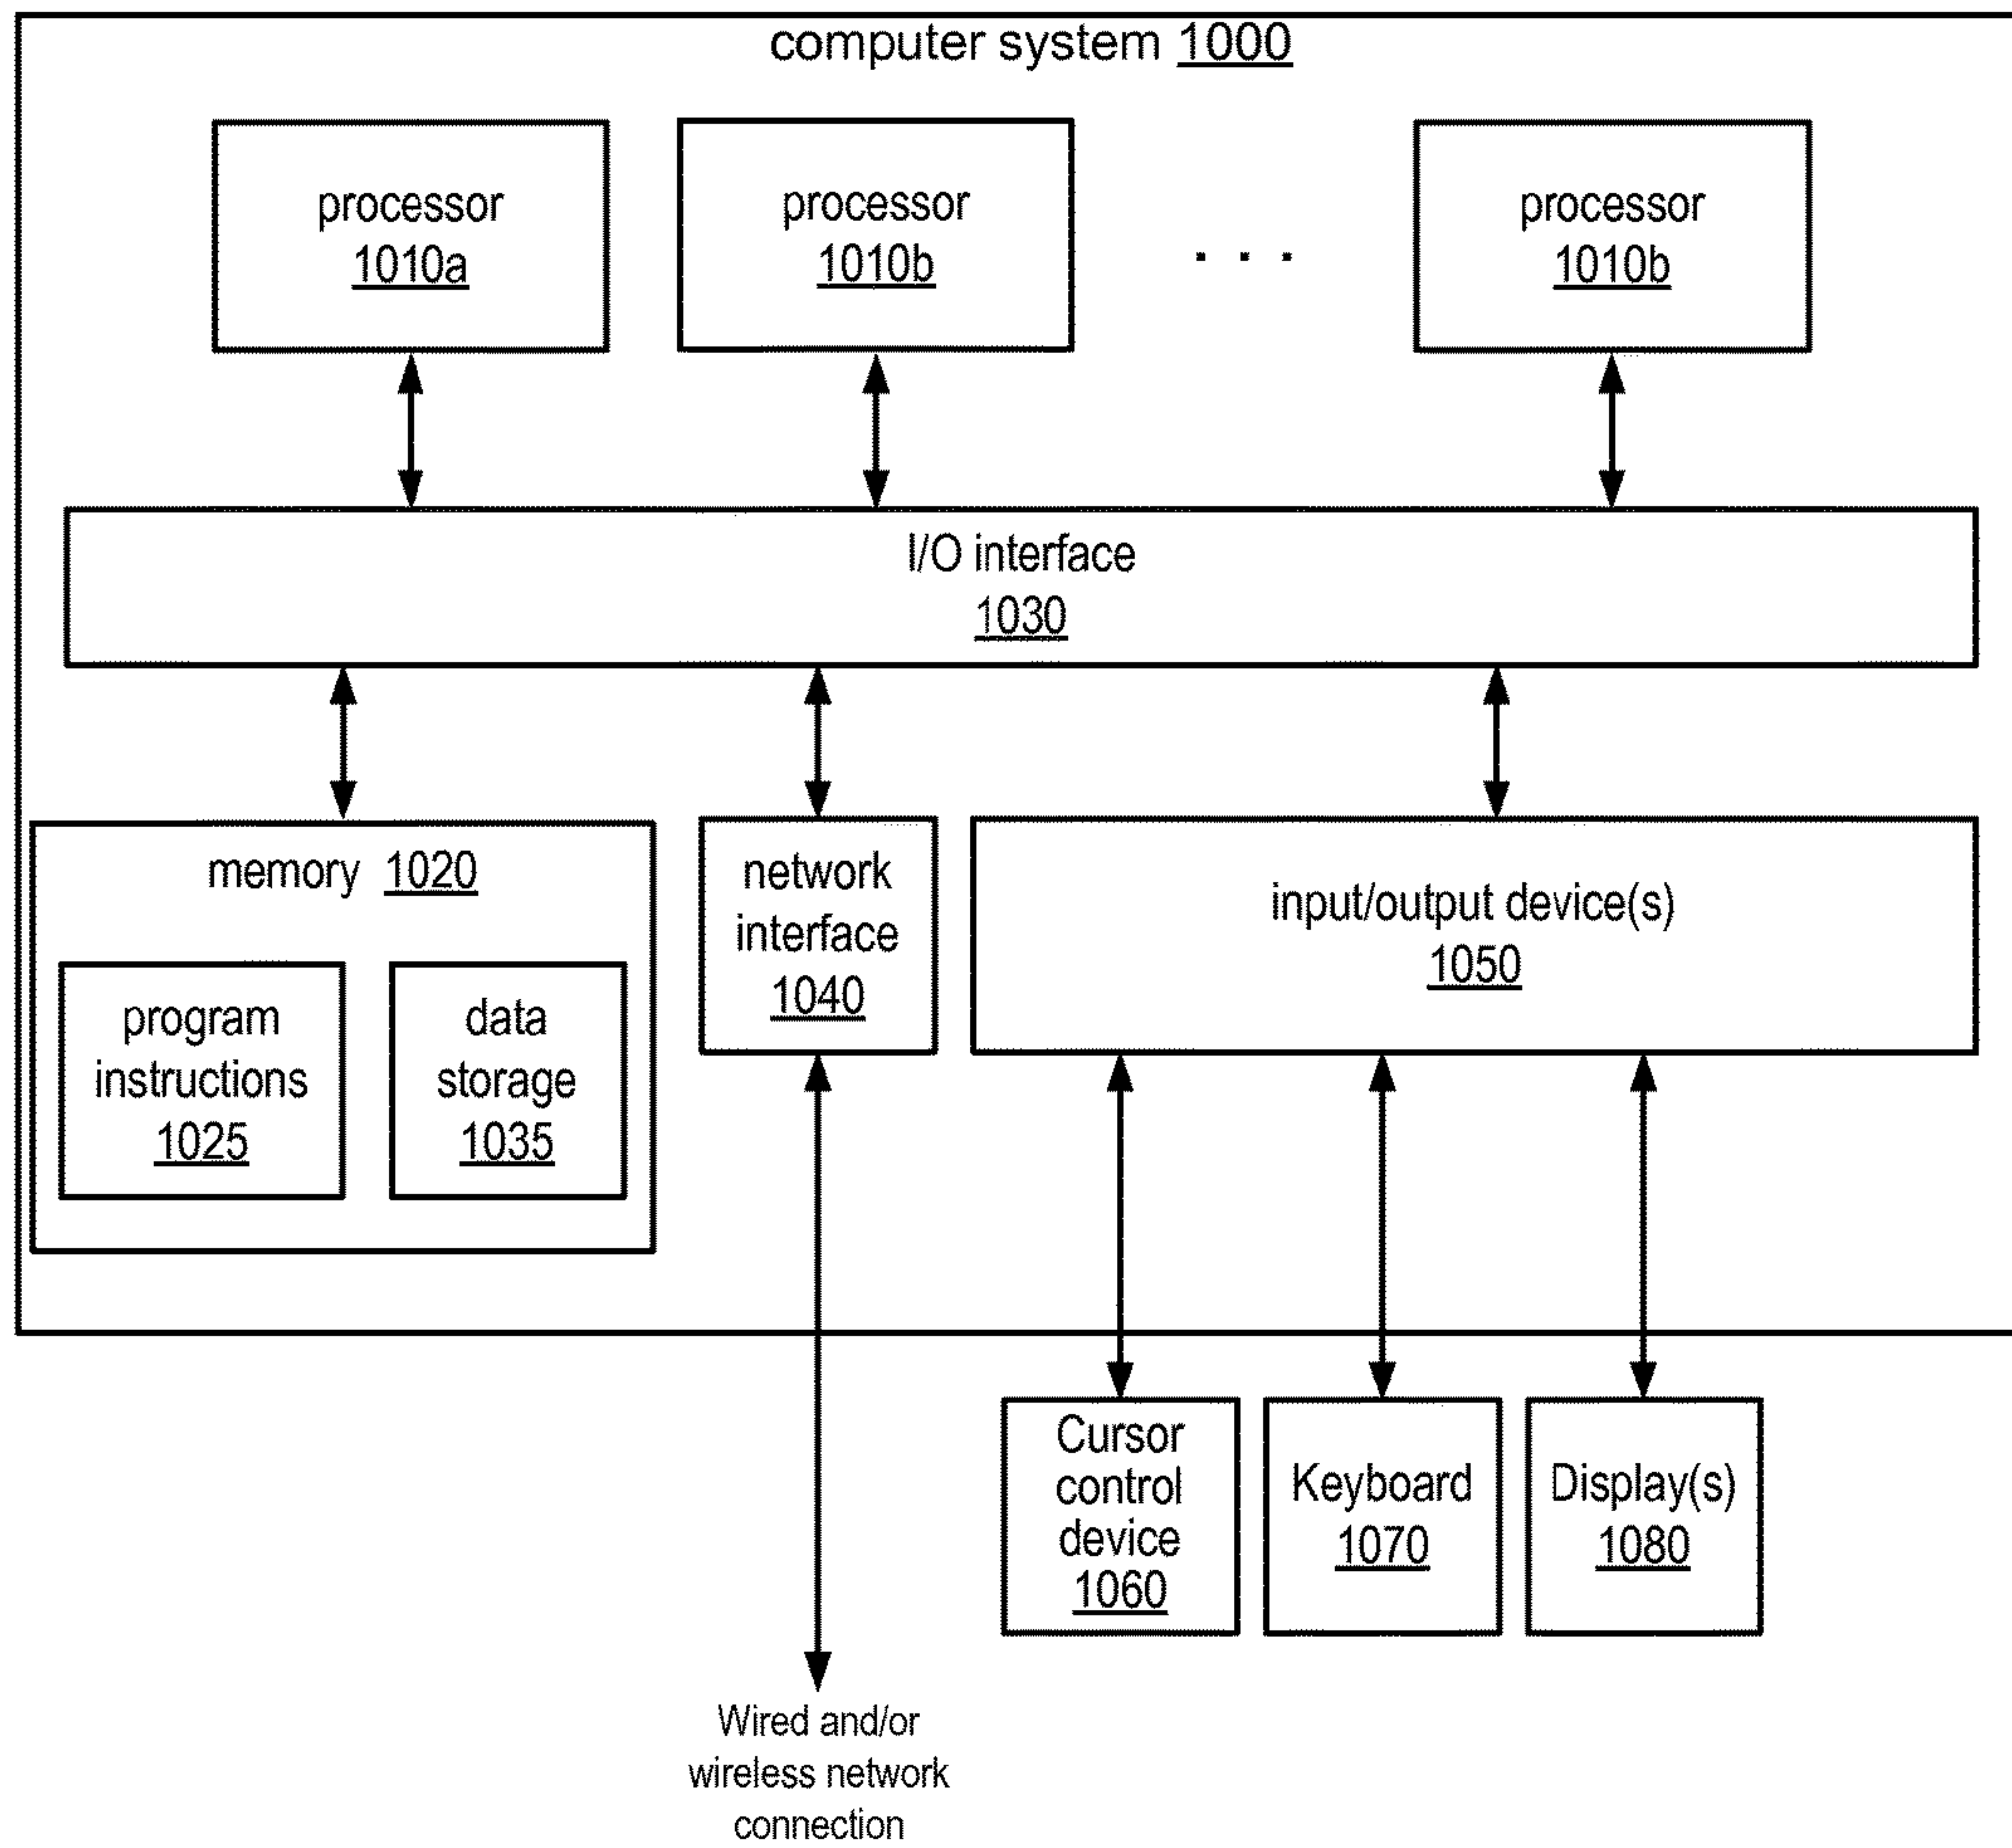 computer system 1000
processor
1010a
processor
1010b
. . .
processor
1010b
I/O interface
1030
memory 1020
program
instructions
1025
data
storage
1035
network
interface
1040
input/output device(s)
1050
Cursor
control
device
1060
Keyboard
1070
Display(s)
1080
Wired and/or
wireless network
connection